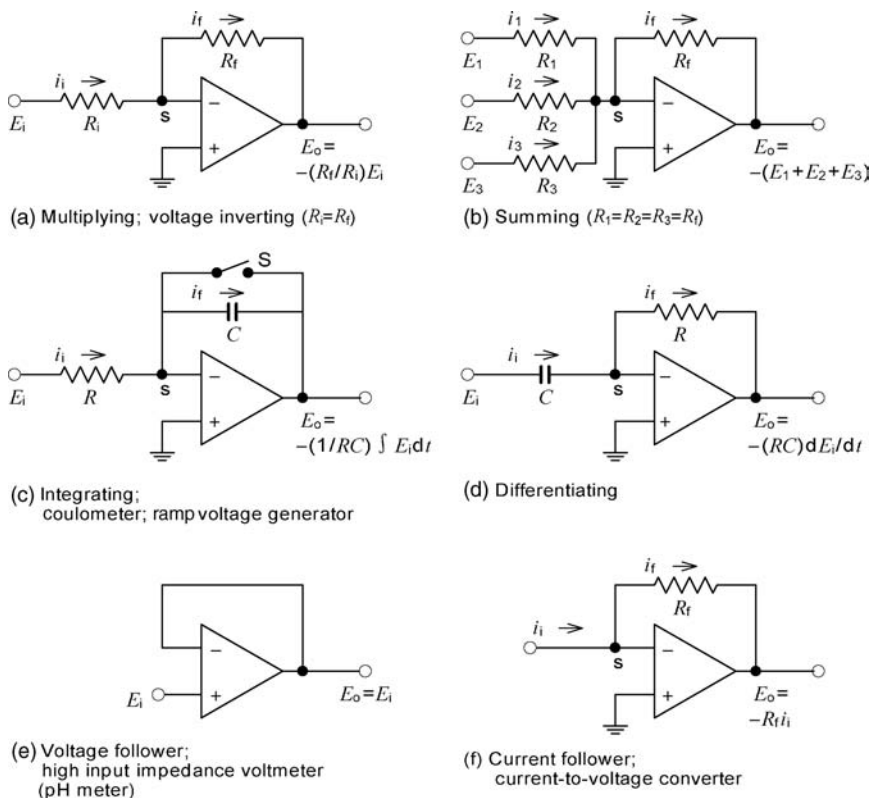 i_f →
R_f
i_i →
E_i
R_i
s
−
+
E_o =
−(R_f/R_i)E_i
(a) Multiplying; voltage inverting (R_i=R_f)
i_1 →
E_1
R_1
i_2 →
E_2
R_2
i_3 →
E_3
R_3
i_f →
R_f
s
−
+
E_o =
−(E_1+E_2+E_3)
(b) Summing (R_1=R_2=R_3=R_f)
S
i_f →
C
i_i →
E_i
R
s
−
+
E_o =
−(1/RC) ∫ E_i dt
(c) Integrating;
coulometer; ramp voltage generator
i_f →
R
i_i →
E_i
C
s
−
+
E_o =
−(RC)dE_i/dt
(d) Differentiating
−
+
E_i
E_o=E_i
(e) Voltage follower;
high input impedance voltmeter
(pH meter)
i_f →
R_f
i_i →
s
−
+
E_o =
−R_f i_i
(f) Current follower;
current-to-voltage converter